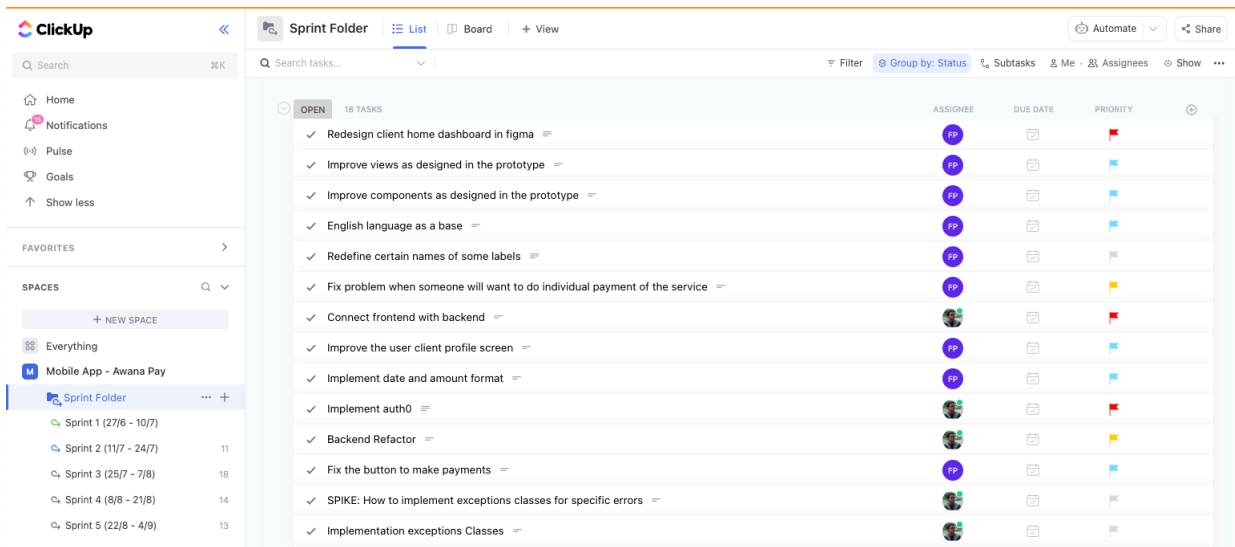 ClickUp
Search ⌘K
Home
16
Notifications
Pulse
Goals
Show less
FAVORITES
SPACES
+ NEW SPACE
Everything
M Mobile App - Awana Pay
Sprint Folder
Sprint 1 (27/6 - 10/7)
Sprint 2 (11/7 - 24/7) 11
Sprint 3 (25/7 - 7/8) 18
Sprint 4 (8/8 - 21/8) 14
Sprint 5 (22/8 - 4/9) 13
Sprint Folder List Board + View Automate Share
Search tasks... Filter Group by: Status Subtasks Me Assignees Show
OPEN 18 TASKS ASSIGNEE DUE DATE PRIORITY
Redesign client home dashboard in figma FP
Improve views as designed in the prototype FP
Improve components as designed in the prototype FP
English language as a base FP
Redefine certain names of some labels FP
Fix problem when someone will want to do individual payment of the service FP
Connect frontend with backend
Improve the user client profile screen FP
Implement date and amount format FP
Implement auth0
Backend Refactor
Fix the button to make payments FP
SPIKE: How to implement exceptions classes for specific errors
Implementation exceptions Classes